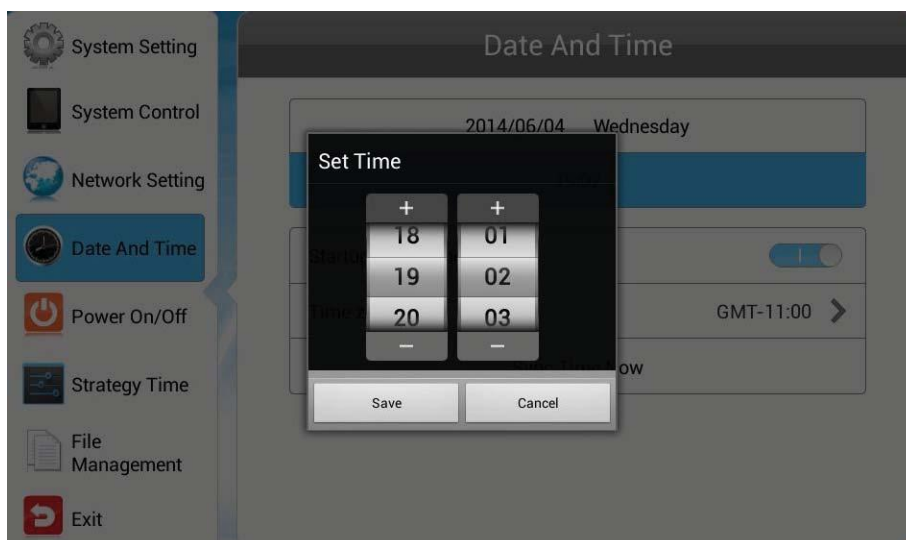 System Setting
System Control
Network Setting
Date And Time
Power On/Off
Strategy Time
File
Management
Exit
Date And Time
2014/06/04 Wednesday
Set Time
+ +
18 01
19 02
20 03
− −
Save Cancel
GMT-11:00
ow